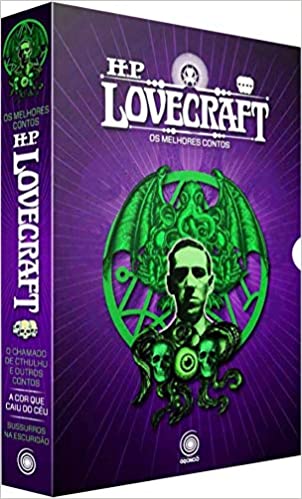 OS MELHORES CONTOS
H.P.
LOVECRAFT
O CHAMADO
DE CTHULHU
E OUTROS
CONTOS
A COR QUE
CAIU DO CÉU
SUSSURROS
NA ESCURIDÃO
H.P.
LOVECRAFT
OS MELHORES CONTOS